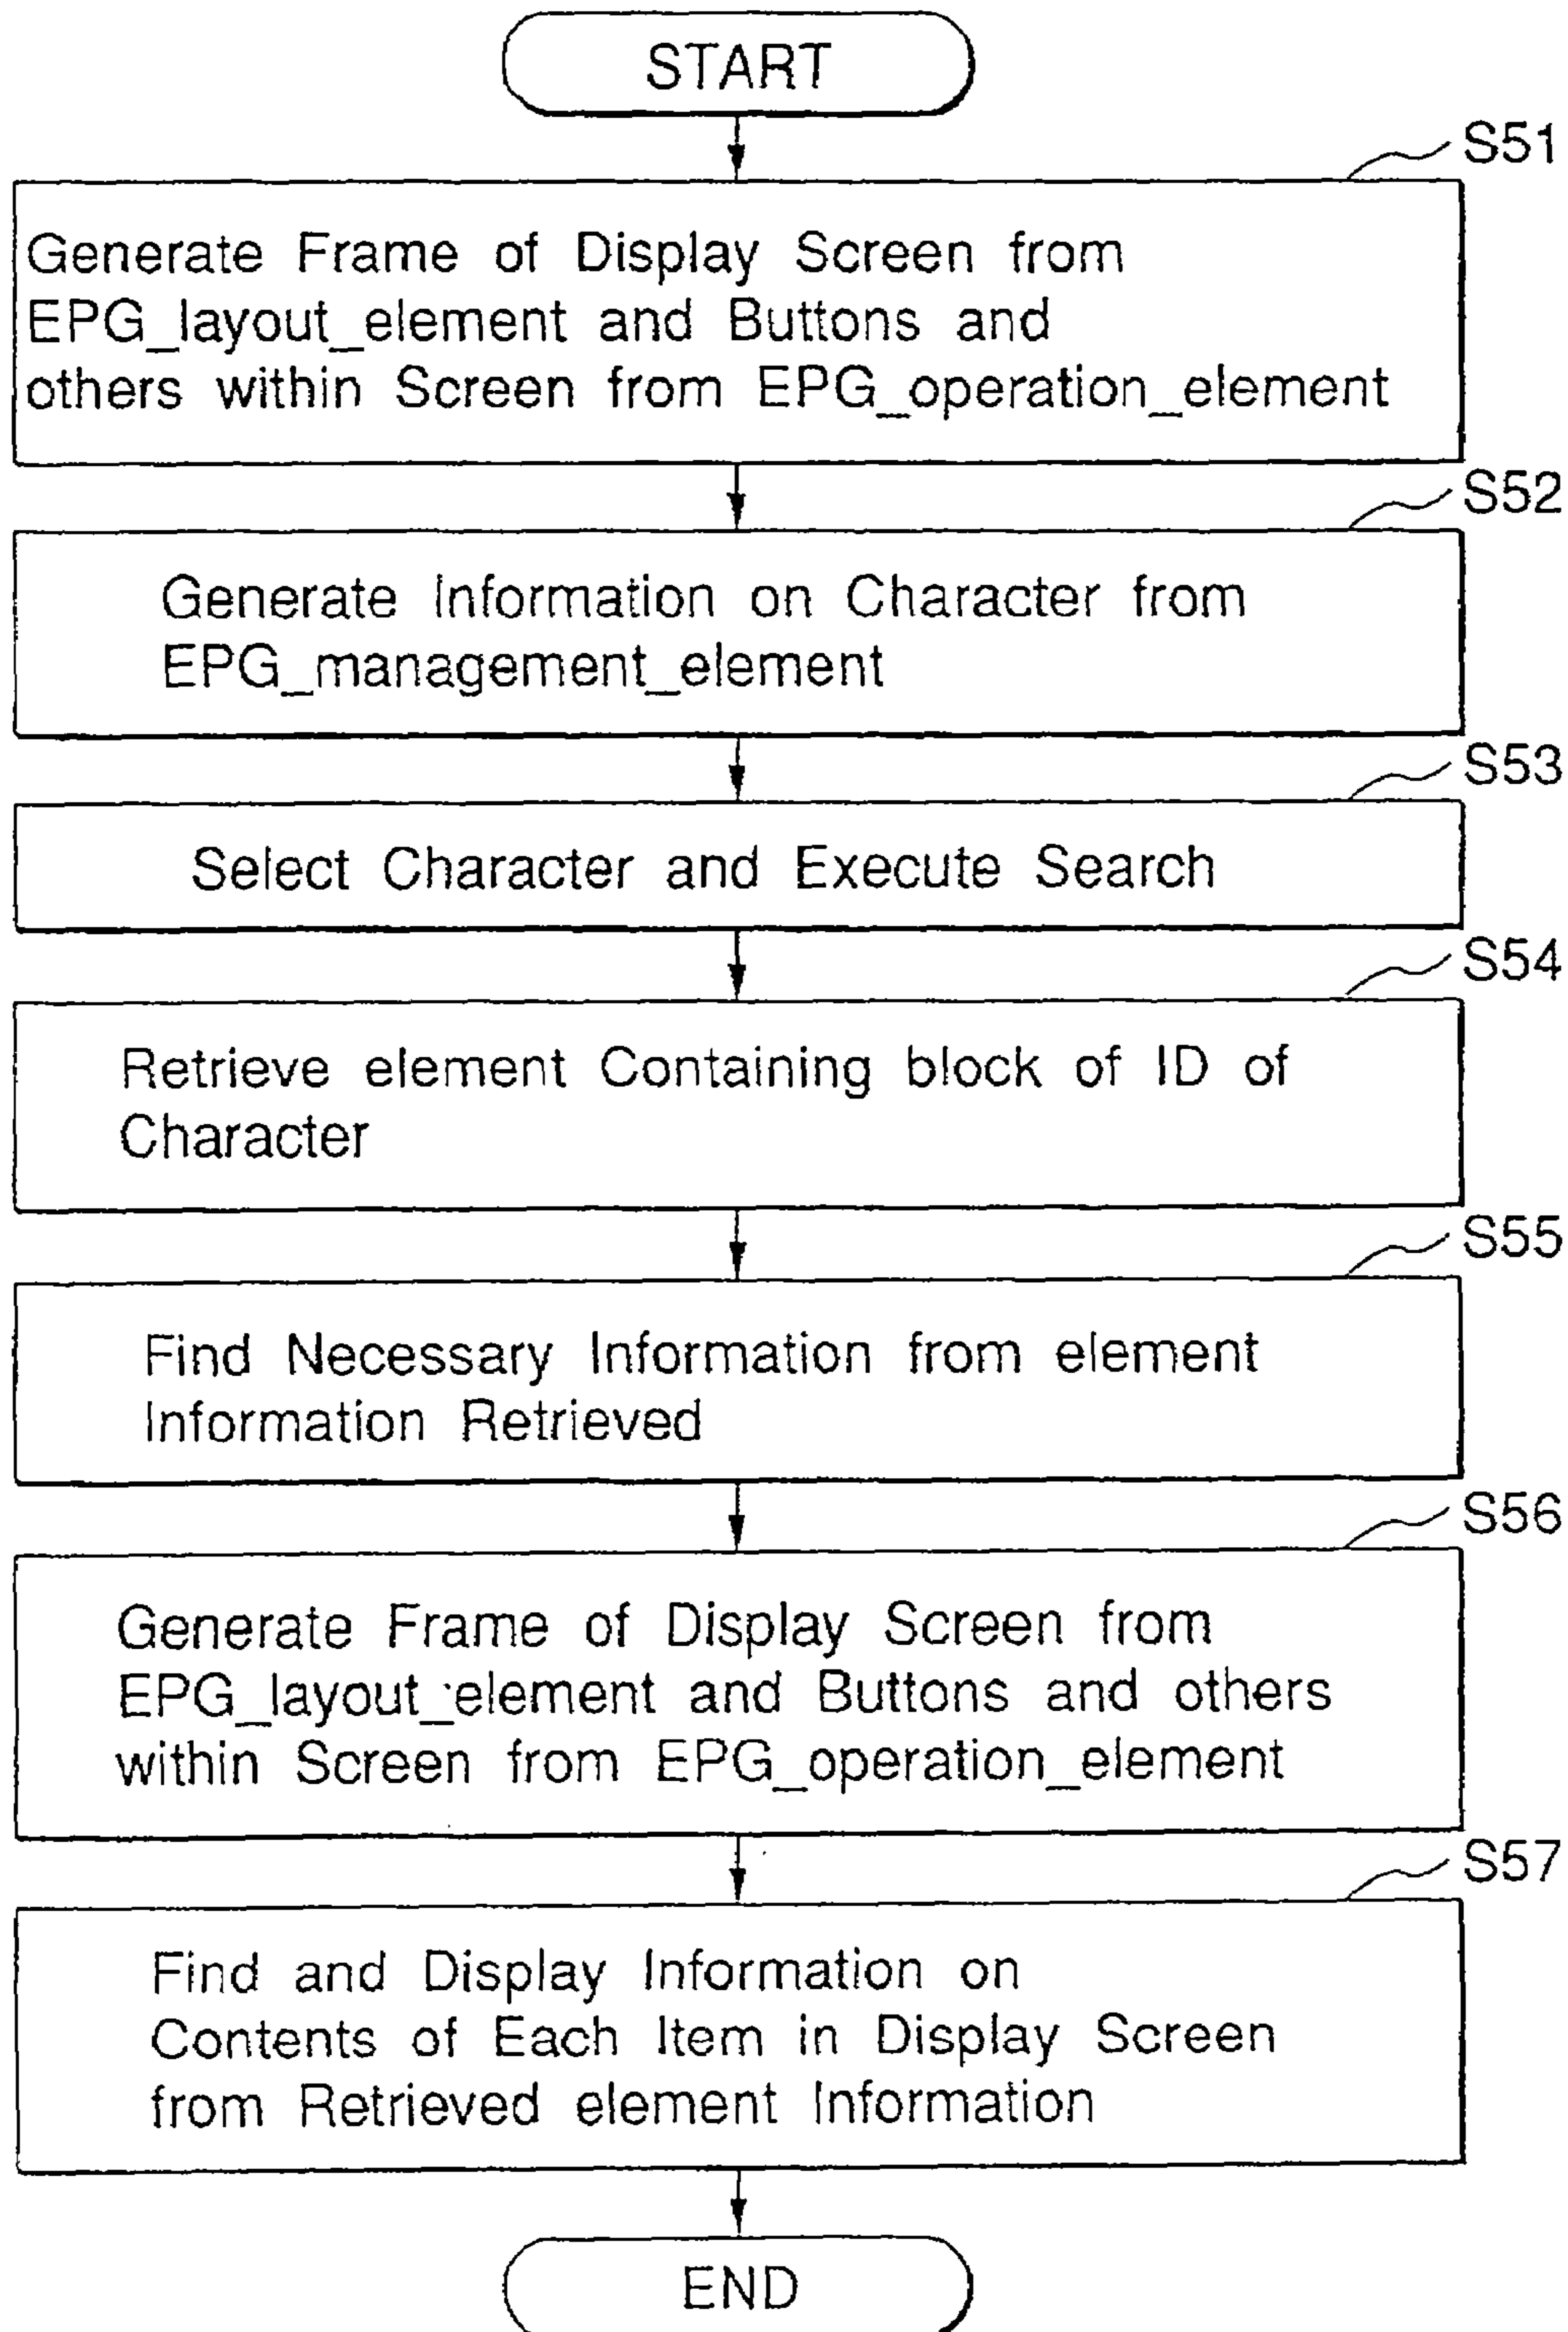 START
S51
Generate Frame of Display Screen from
EPG_layout_element and Buttons and
others within Screen from EPG_operation_element
S52
Generate Information on Character from
EPG_management_element
S53
Select Character and Execute Search
S54
Retrieve element Containing block of ID of
Character
S55
Find Necessary Information from element
Information Retrieved
S56
Generate Frame of Display Screen from
EPG_layout_element and Buttons and others
within Screen from EPG_operation_element
S57
Find and Display Information on
Contents of Each Item in Display Screen
from Retrieved element Information
END